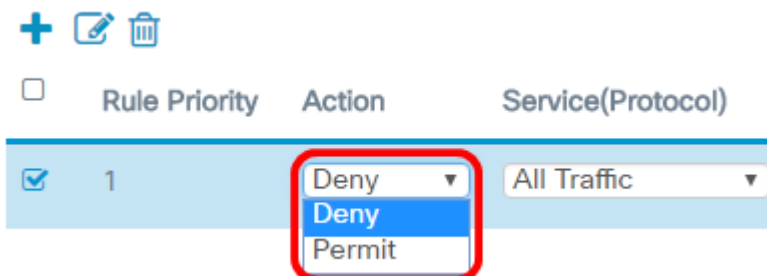 Rule Priority Action Service(Protocol)
1 Deny All Traffic
Deny
Permit